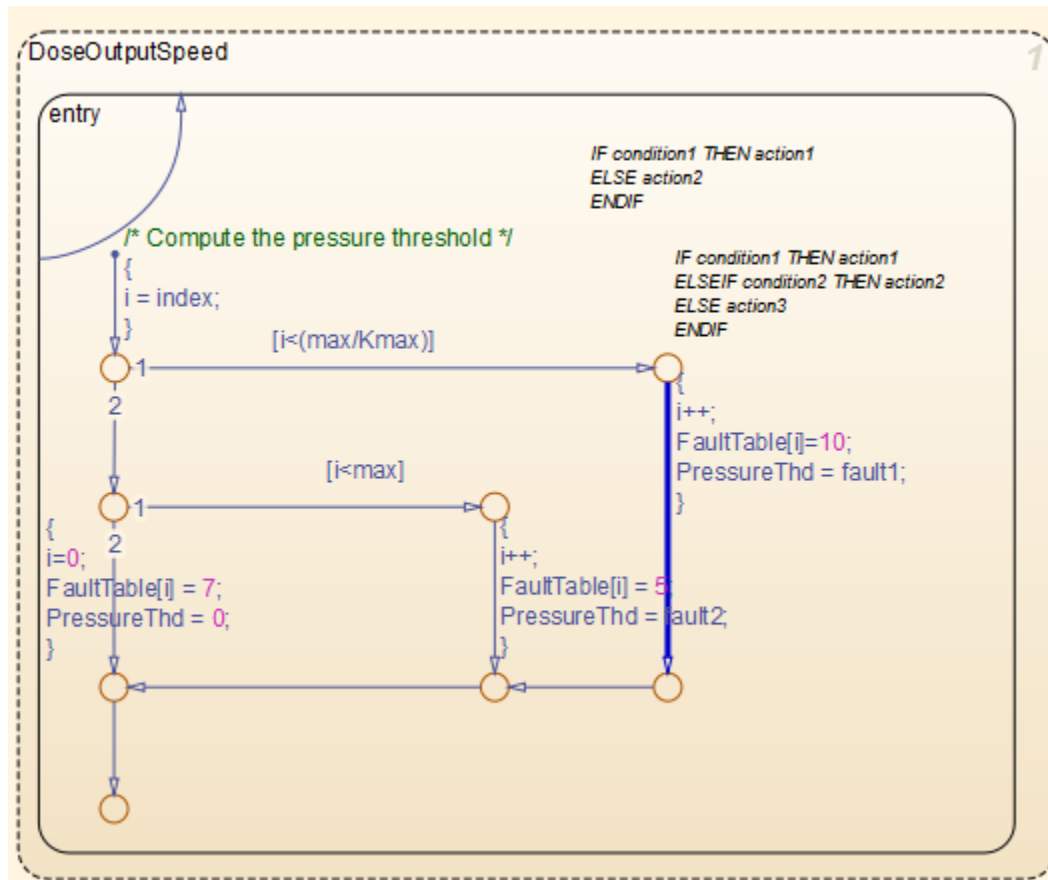 DoseOutputSpeed
1
entry
IF condition1 THEN action1
ELSE action2
ENDIF
/* Compute the pressure threshold */
{
i = index;
}
IF condition1 THEN action1
ELSEIF condition2 THEN action2
ELSE action3
ENDIF
[i<(max/Kmax)]
1
2
{
i++;
FaultTable[i]=10;
PressureThd = fault1;
}
[i<max]
1
2
{
i=0;
FaultTable[i] = 7;
PressureThd = 0;
}
{
i++;
FaultTable[i] = 5;
PressureThd = fault2;
}